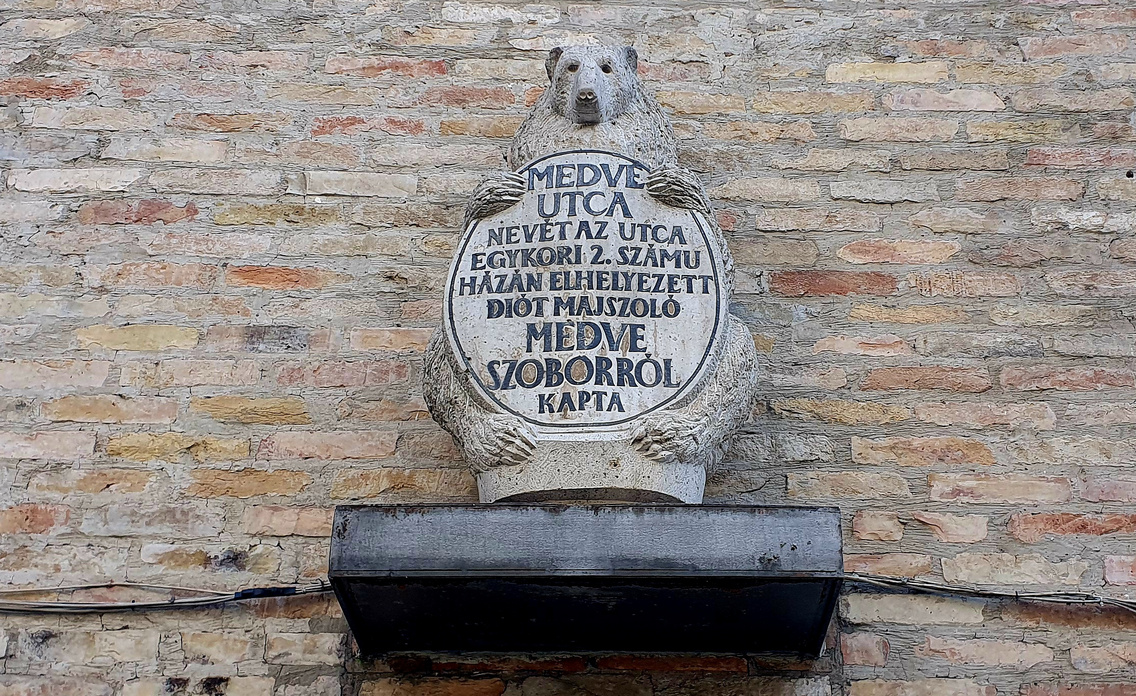 MEDVE
UTCA
NEVÉT AZ UTCA
EGYKORI 2. SZÁMU
HÁZÁN ELHELYEZETT
DIÓT MAJSZOLÓ
MEDVE
SZOBORRÓL
KAPTA